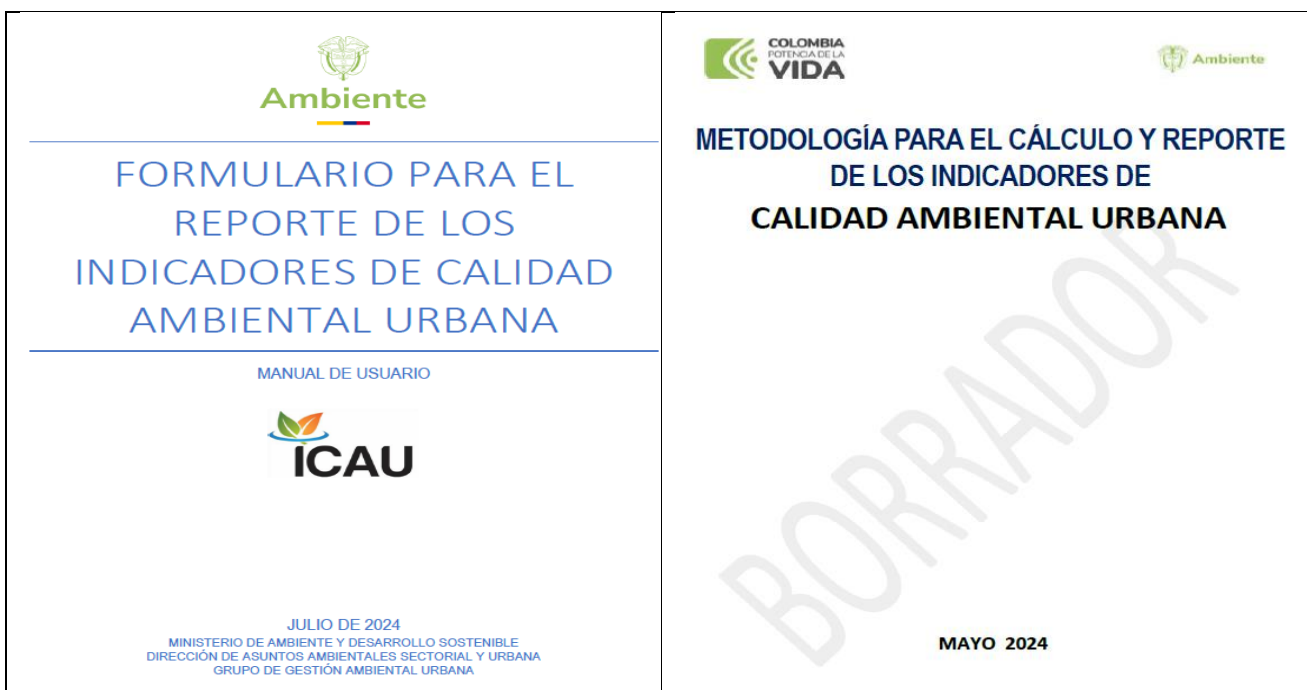 Ambiente
FORMULARIO PARA EL
REPORTE DE LOS
INDICADORES DE CALIDAD
AMBIENTAL URBANA
MANUAL DE USUARIO
ICAU
JULIO DE 2024
MINISTERIO DE AMBIENTE Y DESARROLLO SOSTENIBLE
DIRECCIÓN DE ASUNTOS AMBIENTALES SECTORIAL Y URBANA
GRUPO DE GESTIÓN AMBIENTAL URBANA
COLOMBIA
POTENCIA DE LA
VIDA
Ambiente
METODOLOGÍA PARA EL CÁLCULO Y REPORTE
DE LOS INDICADORES DE
CALIDAD AMBIENTAL URBANA
BORRADOR
MAYO 2024